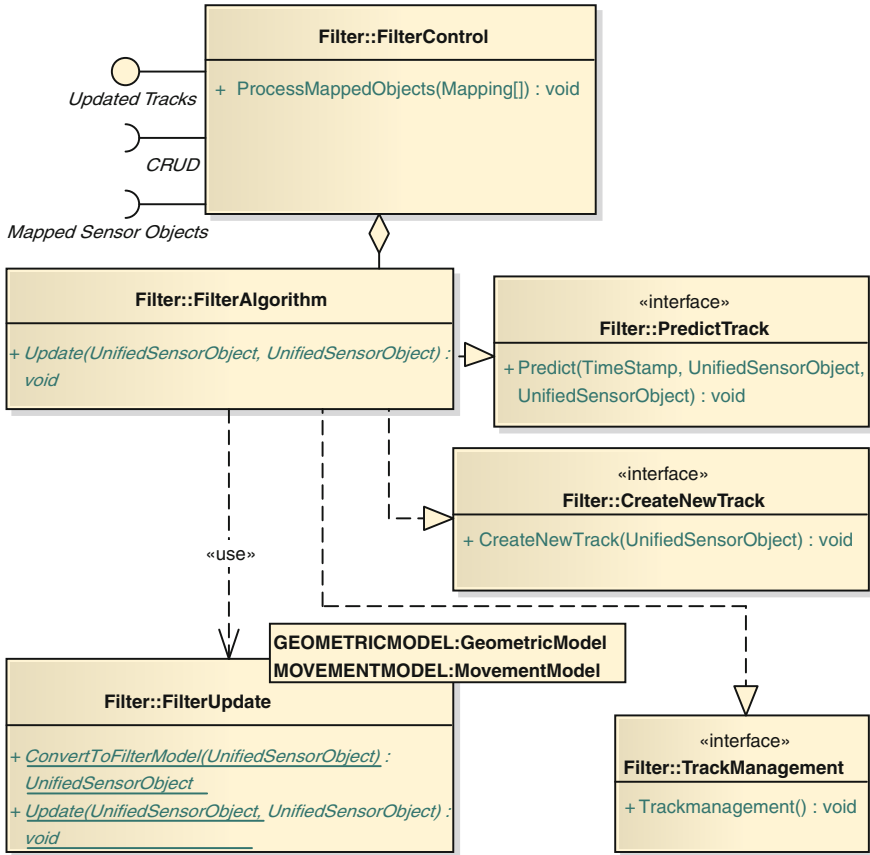 Filter::FilterControl
+ ProcessMappedObjects(Mapping[]) : void
Updated Tracks
CRUD
Mapped Sensor Objects
Filter::FilterAlgorithm
+ Update(UnifiedSensorObject, UnifiedSensorObject) :
void
«interface»
Filter::PredictTrack
+ Predict(TimeStamp, UnifiedSensorObject,
UnifiedSensorObject) : void
«interface»
Filter::CreateNewTrack
+ CreateNewTrack(UnifiedSensorObject) : void
«use»
GEOMETRICMODEL:GeometricModel
MOVEMENTMODEL:MovementModel
Filter::FilterUpdate
+ ConvertToFilterModel(UnifiedSensorObject) :
UnifiedSensorObject
+ Update(UnifiedSensorObject, UnifiedSensorObject) :
void
«interface»
Filter::TrackManagement
+ Trackmanagement() : void